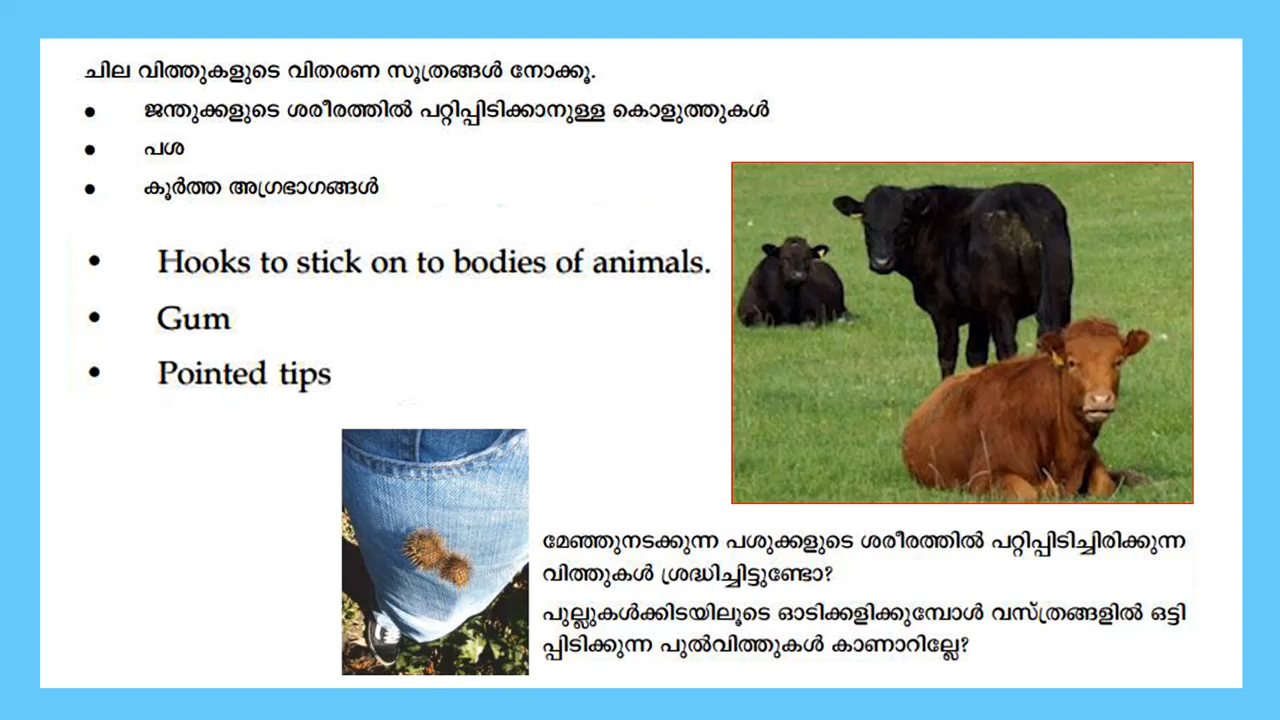 ചില വിത്തുകളുടെ വിതരണ സൂത്രങ്ങൾ നോക്കൂ.
● ജന്തുക്കളുടെ ശരീരത്തിൽ പറ്റിപ്പിടിക്കാനുള്ള കൊളുത്തുകൾ
● പശ
● കൂർത്ത അഗ്രഭാഗങ്ങൾ
• Hooks to stick on to bodies of animals.
• Gum
• Pointed tips
മേഞ്ഞുനടക്കുന്ന പശുക്കളുടെ ശരീരത്തിൽ പറ്റിപ്പിടിച്ചിരിക്കുന്ന
വിത്തുകൾ ശ്രദ്ധിച്ചിട്ടുണ്ടോ?
പുല്ലുകൾക്കിടയിലൂടെ ഓടിക്കളിക്കുമ്പോൾ വസ്ത്രങ്ങളിൽ ഒട്ടി
പ്പിടിക്കുന്ന പുൽവിത്തുകൾ കാണാറില്ലേ?